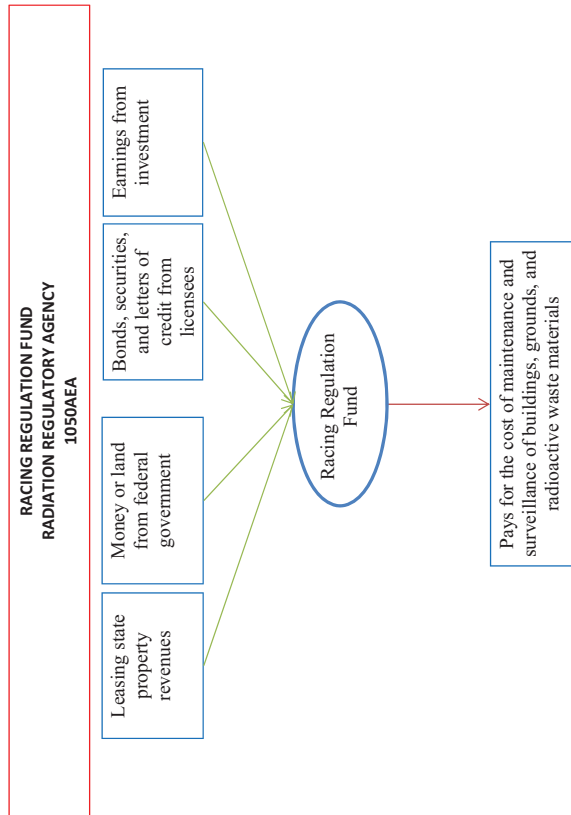 RACING REGULATION FUND
RADIATION REGULATORY AGENCY
1050AEA
Leasing state
property
revenues
Money or land
from federal
government
Bonds, securities,
and letters of
credit from
licensees
Earnings from
investment
Racing Regulation
Fund
Pays for the cost of maintenance and
surveillance of buildings, grounds, and
radioactive waste materials